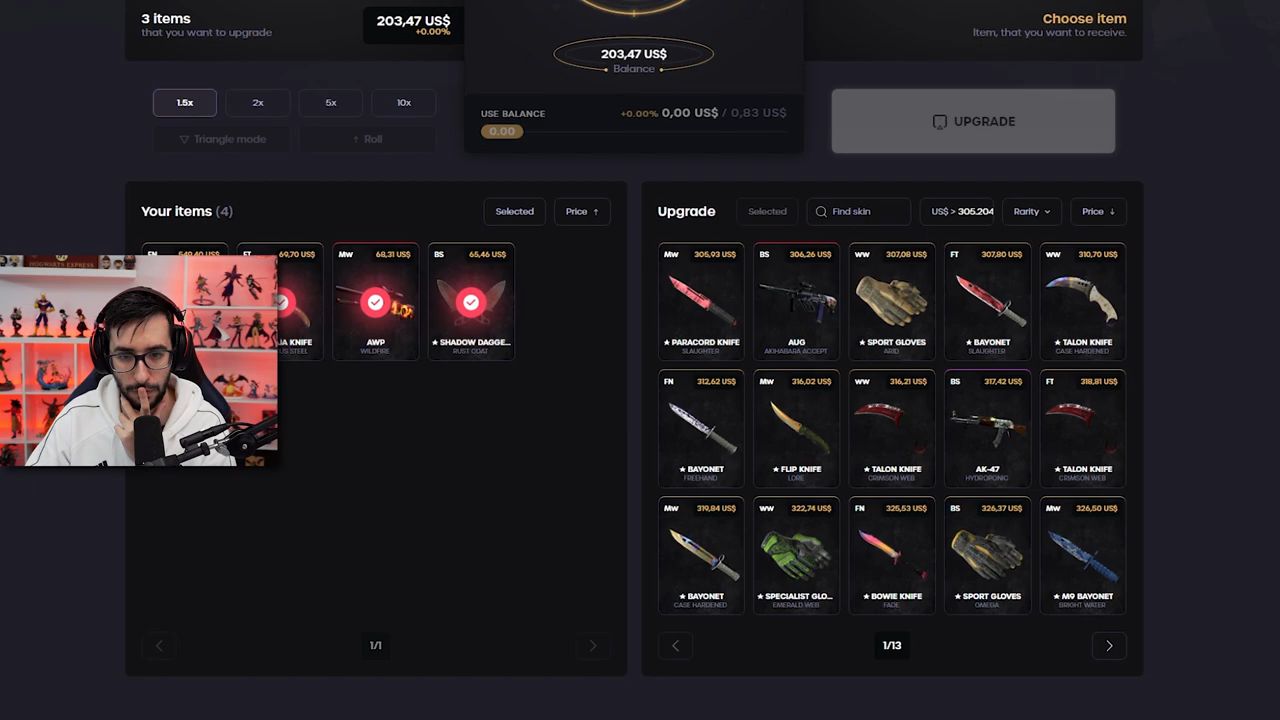 3 items
that you want to upgrade
203,47 US$
+0.00%
203,47 US$
Balance
Choose item
Item, that you want to receive.
1.5x
2x
5x
10x
Triangle mode
Roll
USE BALANCE
+0.00% 0,00 US$ / 0,83 US$
0.00
UPGRADE
Your items (4)
Selected
Price
FN 549,40 US$
FT 69,70 US$
KNIFE
STEEL
MW 68,31 US$
AWP
WILDFIRE
BS 65,46 US$
★ SHADOW DAGGE...
RUST COAT
1/1
Upgrade
Selected
Find skin
US$ > 305.204
Rarity
Price
MW 305,93 US$
★ PARACORD KNIFE
SLAUGHTER
BS 306,26 US$
AUG
AKIHABARA ACCEPT
WW 307,08 US$
★ SPORT GLOVES
ARID
FT 307,80 US$
★ BAYONET
SLAUGHTER
WW 310,70 US$
★ TALON KNIFE
CASE HARDENED
FN 312,62 US$
★ BAYONET
FREEHAND
MW 316,02 US$
★ FLIP KNIFE
LORE
WW 316,21 US$
★ TALON KNIFE
CRIMSON WEB
BS 317,42 US$
AK-47
HYDROPONIC
FT 318,81 US$
★ TALON KNIFE
CRIMSON WEB
MW 319,84 US$
★ BAYONET
CASE HARDENED
WW 322,74 US$
★ SPECIALIST GLO...
EMERALD WEB
FN 325,53 US$
★ BOWIE KNIFE
FADE
BS 326,37 US$
★ SPORT GLOVES
OMEGA
MW 326,50 US$
★ M9 BAYONET
BRIGHT WATER
1/13
HOGWARTS EXPRESS